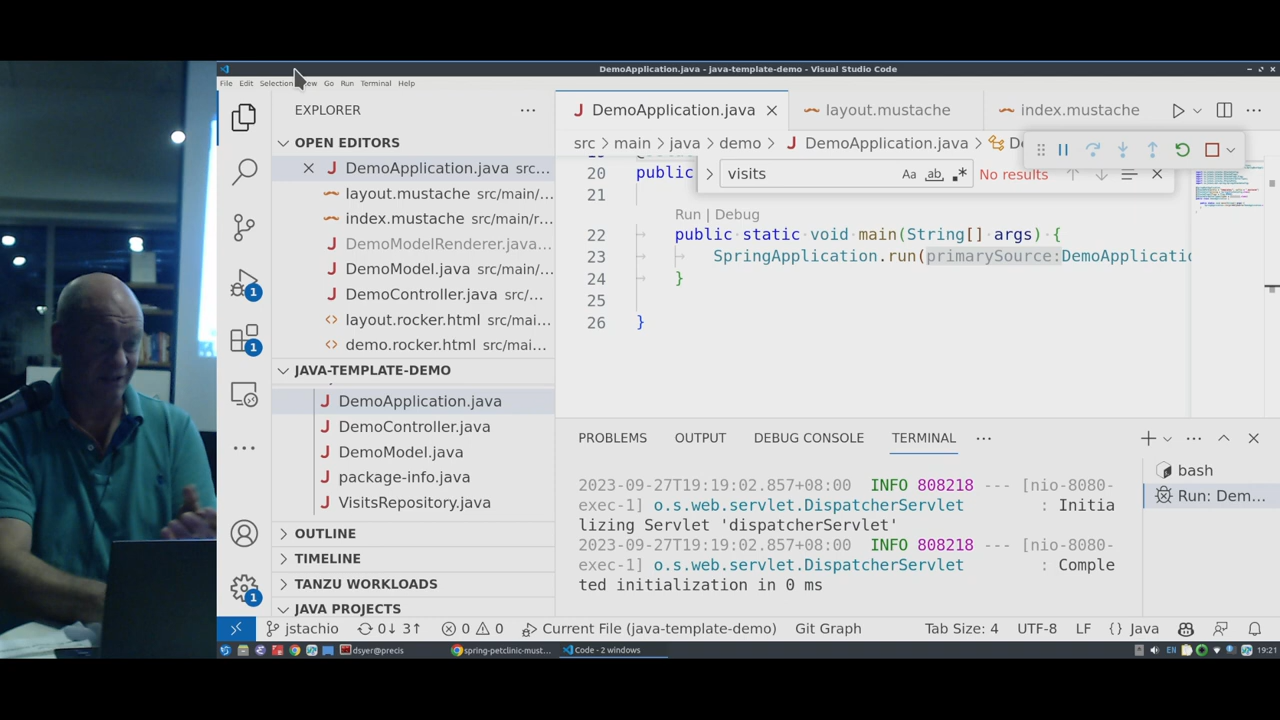 DemoApplication.java - java-template-demo - Visual Studio Code
File Edit Selection View Go Run Terminal Help
EXPLORER
OPEN EDITORS
DemoApplication.java src...
layout.mustache src/main/...
index.mustache src/main/r...
DemoModelRenderer.java...
DemoModel.java src/main/...
DemoController.java src/...
layout.rocker.html src/mai...
demo.rocker.html src/mai...
JAVA-TEMPLATE-DEMO
DemoApplication.java
DemoController.java
DemoModel.java
package-info.java
VisitsRepository.java
OUTLINE
TIMELINE
TANZU WORKLOADS
JAVA PROJECTS
1
1
1
DemoApplication.java
layout.mustache
index.mustache
src > main > java > demo > DemoApplication.java > De
visits
Aa ab .*
No results
20 public
21
Run | Debug
22 public static void main(String[] args) {
23 SpringApplication.run(primarySource:DemoApplicatio
24 }
25
26 }
PROBLEMS OUTPUT DEBUG CONSOLE TERMINAL
2023-09-27T19:19:02.857+08:00 INFO 808218 --- [nio-8080-
exec-1] o.s.web.servlet.DispatcherServlet : Initia
lizing Servlet 'dispatcherServlet'
2023-09-27T19:19:02.857+08:00 INFO 808218 --- [nio-8080-
exec-1] o.s.web.servlet.DispatcherServlet : Comple
ted initialization in 0 ms
bash
Run: Dem...
jstachio 0↓ 3↑ 0 0 Current File (java-template-demo) Git Graph Tab Size: 4 UTF-8 LF {} Java
dsyer@precis spring-petclinic-must... Code - 2 windows EN 19:21